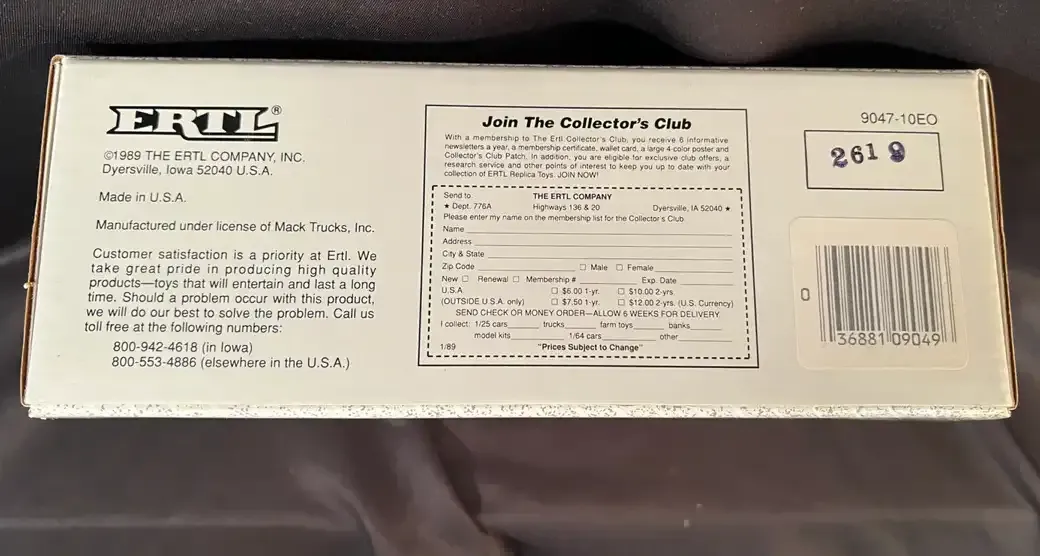 ERTL®
©1989 THE ERTL COMPANY, INC.
Dyersville, Iowa 52040 U.S.A.
Made in U.S.A.
Manufactured under license of Mack Trucks, Inc.
Customer satisfaction is a priority at Ertl. We
take great pride in producing high quality
products—toys that will entertain and last a long
time. Should a problem occur with this product,
we will do our best to solve the problem. Call us
toll free at the following numbers:
800-942-4618 (in Iowa)
800-553-4886 (elsewhere in the U.S.A.)
Join The Collector's Club
With a membership to The Ertl Collector's Club, you receive 6 informative
newsletters a year, a membership certificate, wallet card, a large 4-color poster and
Collector's Club Patch. In addition, you are eligible for exclusive club offers, a
research service and other points of interest to keep you up to date with your
collection of ERTL Replica Toys. JOIN NOW!
Send to THE ERTL COMPANY
★ Dept. 776A Highways 136 & 20 Dyersville, IA 52040 ★
Please enter my name on the membership list for the Collector's Club
Name
Address
City & State
Zip Code □ Male □ Female
New □ Renewal □ Membership # Exp. Date
U.S.A. □ $6.00 1-yr. □ $10.00 2-yrs.
(OUTSIDE U.S.A. only) □ $7.50 1-yr. □ $12.00 2-yrs. (U.S. Currency)
SEND CHECK OR MONEY ORDER—ALLOW 6 WEEKS FOR DELIVERY
I collect: 1/25 cars trucks farm toys banks
model kits 1/64 cars other
1/89 "Prices Subject to Change"
9047-10EO
2619
0 36881 09049